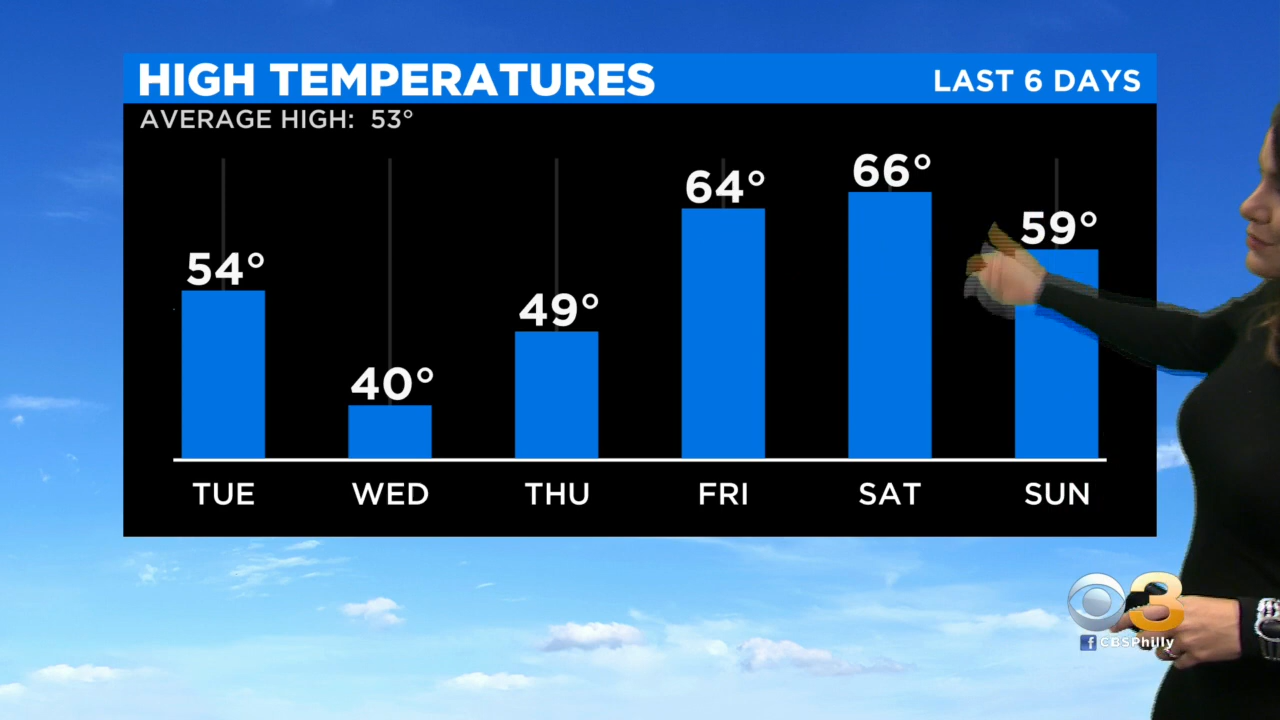 HIGH TEMPERATURES
LAST 6 DAYS
AVERAGE HIGH: 53°
54°
40°
49°
64°
66°
59°
TUE
WED
THU
FRI
SAT
SUN
3
f CBSPhilly